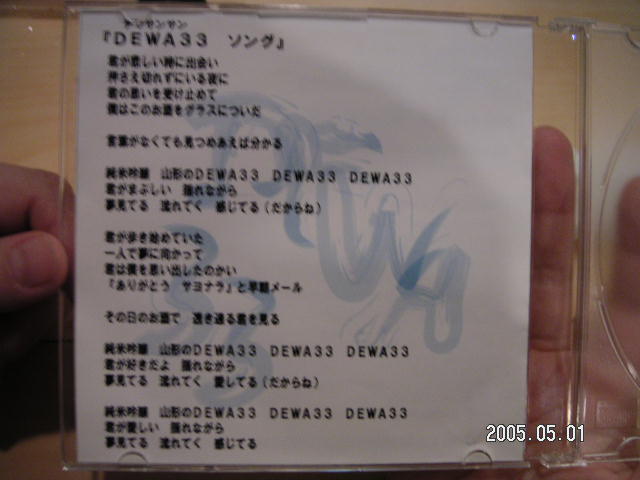 デワサンサン
『DEWA33　ソング』
君が悲しい時に出会い
押さえ切れずにいる夜に
君の思いを受け止めて
僕はこのお酒をグラスについだ
言葉がなくても見つめあえば分かる
純米吟醸　山形のDEWA33　DEWA33　DEWA33
君がまぶしい　揺れながら
夢見てる　流れてく　感じてる（だからね）
君が歩き始めていた
一人で夢に向かって
君は僕を思い出したのかい
「ありがとう　サヨナラ」と早朝メール
その日のお酒で　透き通る君を見る
純米吟醸　山形のDEWA33　DEWA33　DEWA33
君が好きだよ　揺れながら
夢見てる　流れてく　愛してる（だからね）
純米吟醸　山形のDEWA33　DEWA33　DEWA33
君が愛しい　揺れながら
夢見てる　流れてく　感じてる
DEWA
33
2005.05.01